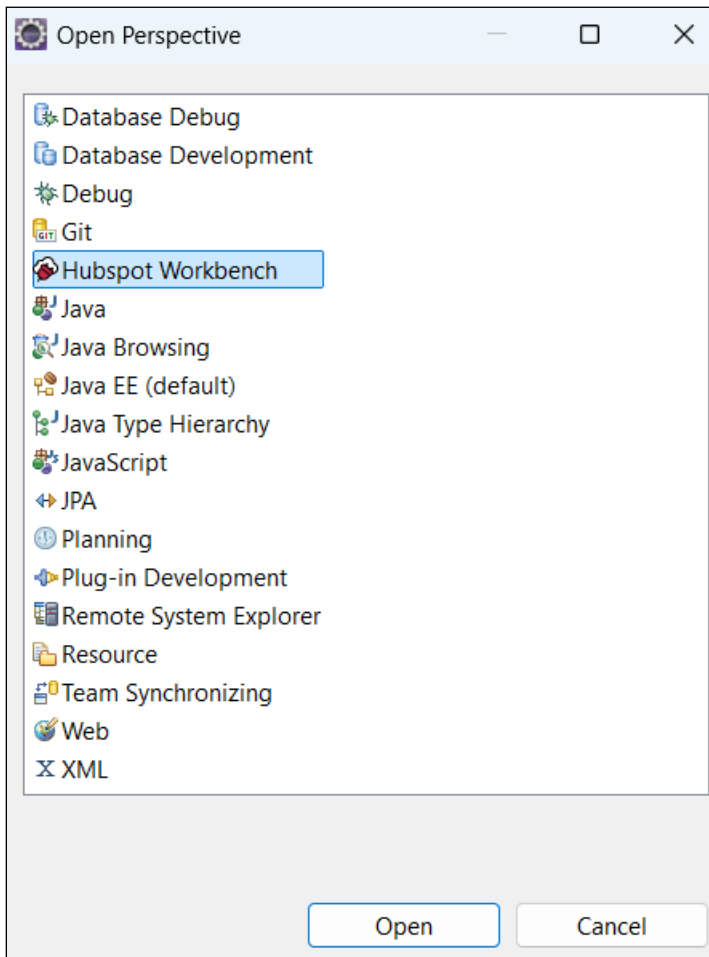 Open Perspective
Database Debug
Database Development
Debug
GIT Git
Hubspot Workbench
Java
Java Browsing
Java EE (default)
Java Type Hierarchy
JavaScript
JPA
Planning
Plug-in Development
Remote System Explorer
Resource
Team Synchronizing
Web
X XML
Open Cancel